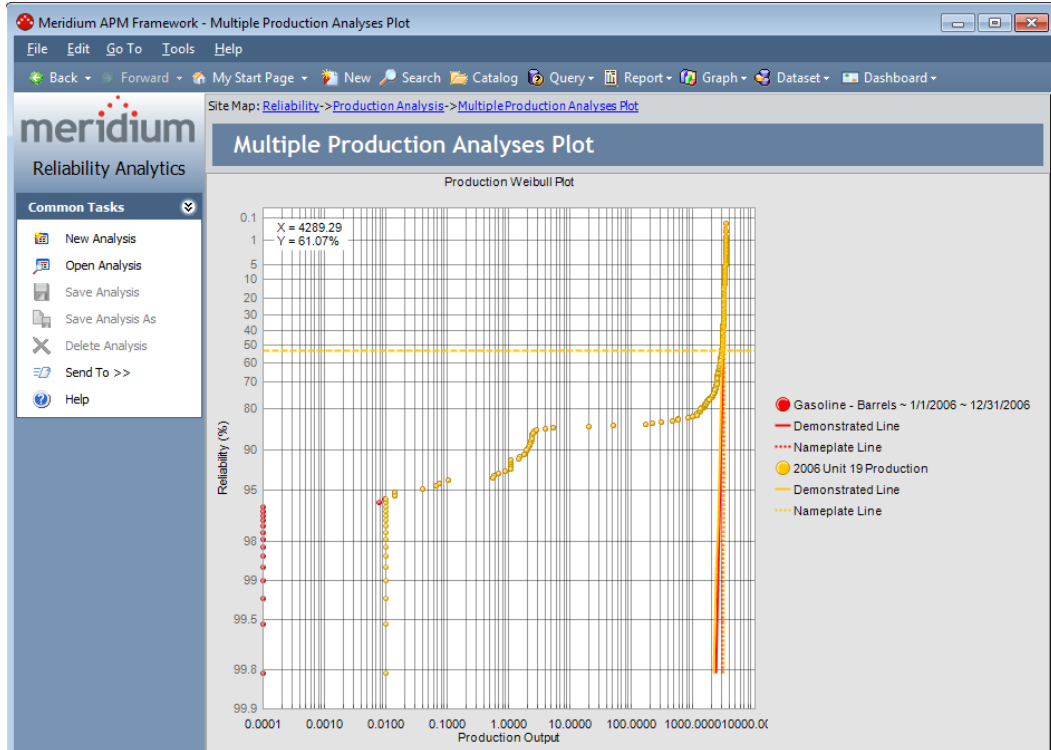 Meridium APM Framework - Multiple Production Analyses Plot
File Edit Go To Tools Help
Back Forward My Start Page New Search Catalog Query Report Graph Dataset Dashboard
meridium
Reliability Analytics
Common Tasks
New Analysis
Open Analysis
Save Analysis
Save Analysis As
Delete Analysis
Send To >>
Help
Site Map: Reliability->Production Analysis->Multiple Production Analyses Plot
Multiple Production Analyses Plot
Production Weibull Plot
X = 4289.29
Y = 61.07%
Reliability (%)
0.1
1
5
10
20
30
40
50
60
70
80
90
95
98
99
99.5
99.8
99.9
0.0001 0.0010 0.0100 0.1000 1.0000 10.0000 100.0000 1000.000010000.00
Production Output
Gasoline - Barrels ~ 1/1/2006 ~ 12/31/2006
Demonstrated Line
Nameplate Line
2006 Unit 19 Production
Demonstrated Line
Nameplate Line